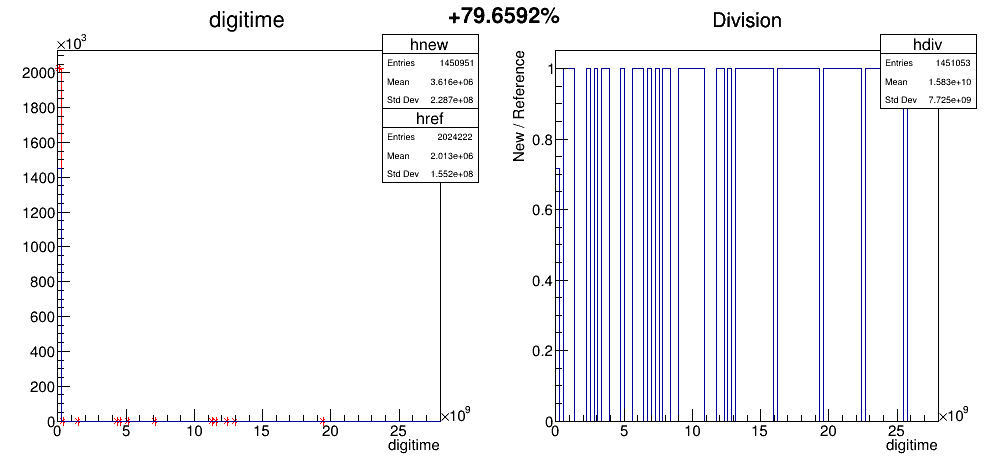 +79.6592%
digitime
×10³
hnew
Entries 1450951
Mean 3.616e+06
Std Dev 2.287e+08
href
Entries 2024222
Mean 2.013e+06
Std Dev 1.552e+08
2000
1800
1600
1400
1200
1000
800
600
400
200
0
0 5 10 15 20 25
×10⁹
digitime
Division
hdiv
Entries 1451053
Mean 1.583e+10
Std Dev 7.725e+09
New / Reference
1
0.8
0.6
0.4
0.2
0
0 5 10 15 20 25
×10⁹
digitime